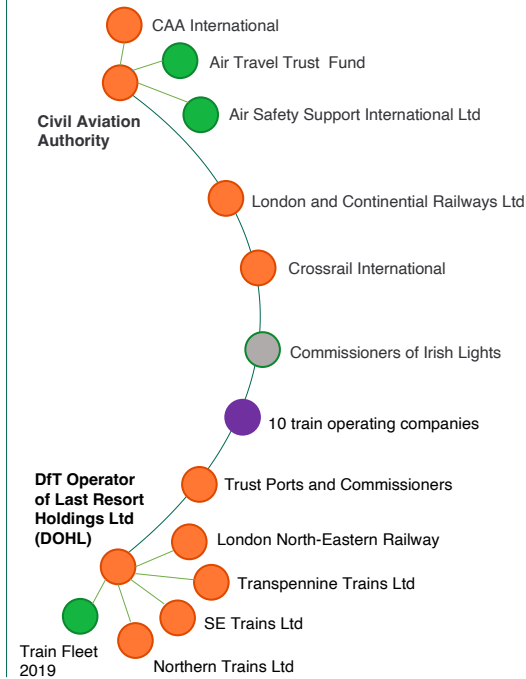 CAA International
Air Travel Trust Fund
Air Safety Support International Ltd
Civil Aviation
Authority
London and Continental Railways Ltd
Crossrail International
Commissioners of Irish Lights
10 train operating companies
DfT Operator
of Last Resort
Holdings Ltd
(DOHL)
Trust Ports and Commissioners
London North-Eastern Railway
Transpennine Trains Ltd
SE Trains Ltd
Train Fleet
2019
Northern Trains Ltd